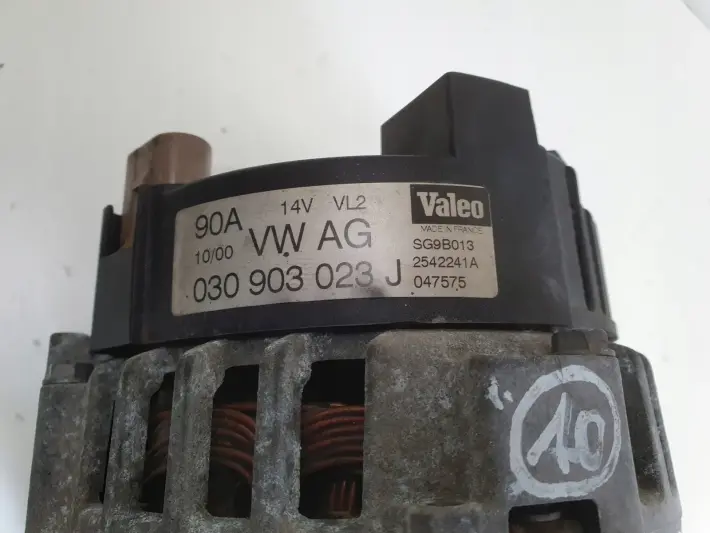 90A 14V VL2
10/00 VW AG
030 903 023 J
Valeo
MADE IN FRANCE
SG9B013
2542241A
047575
10